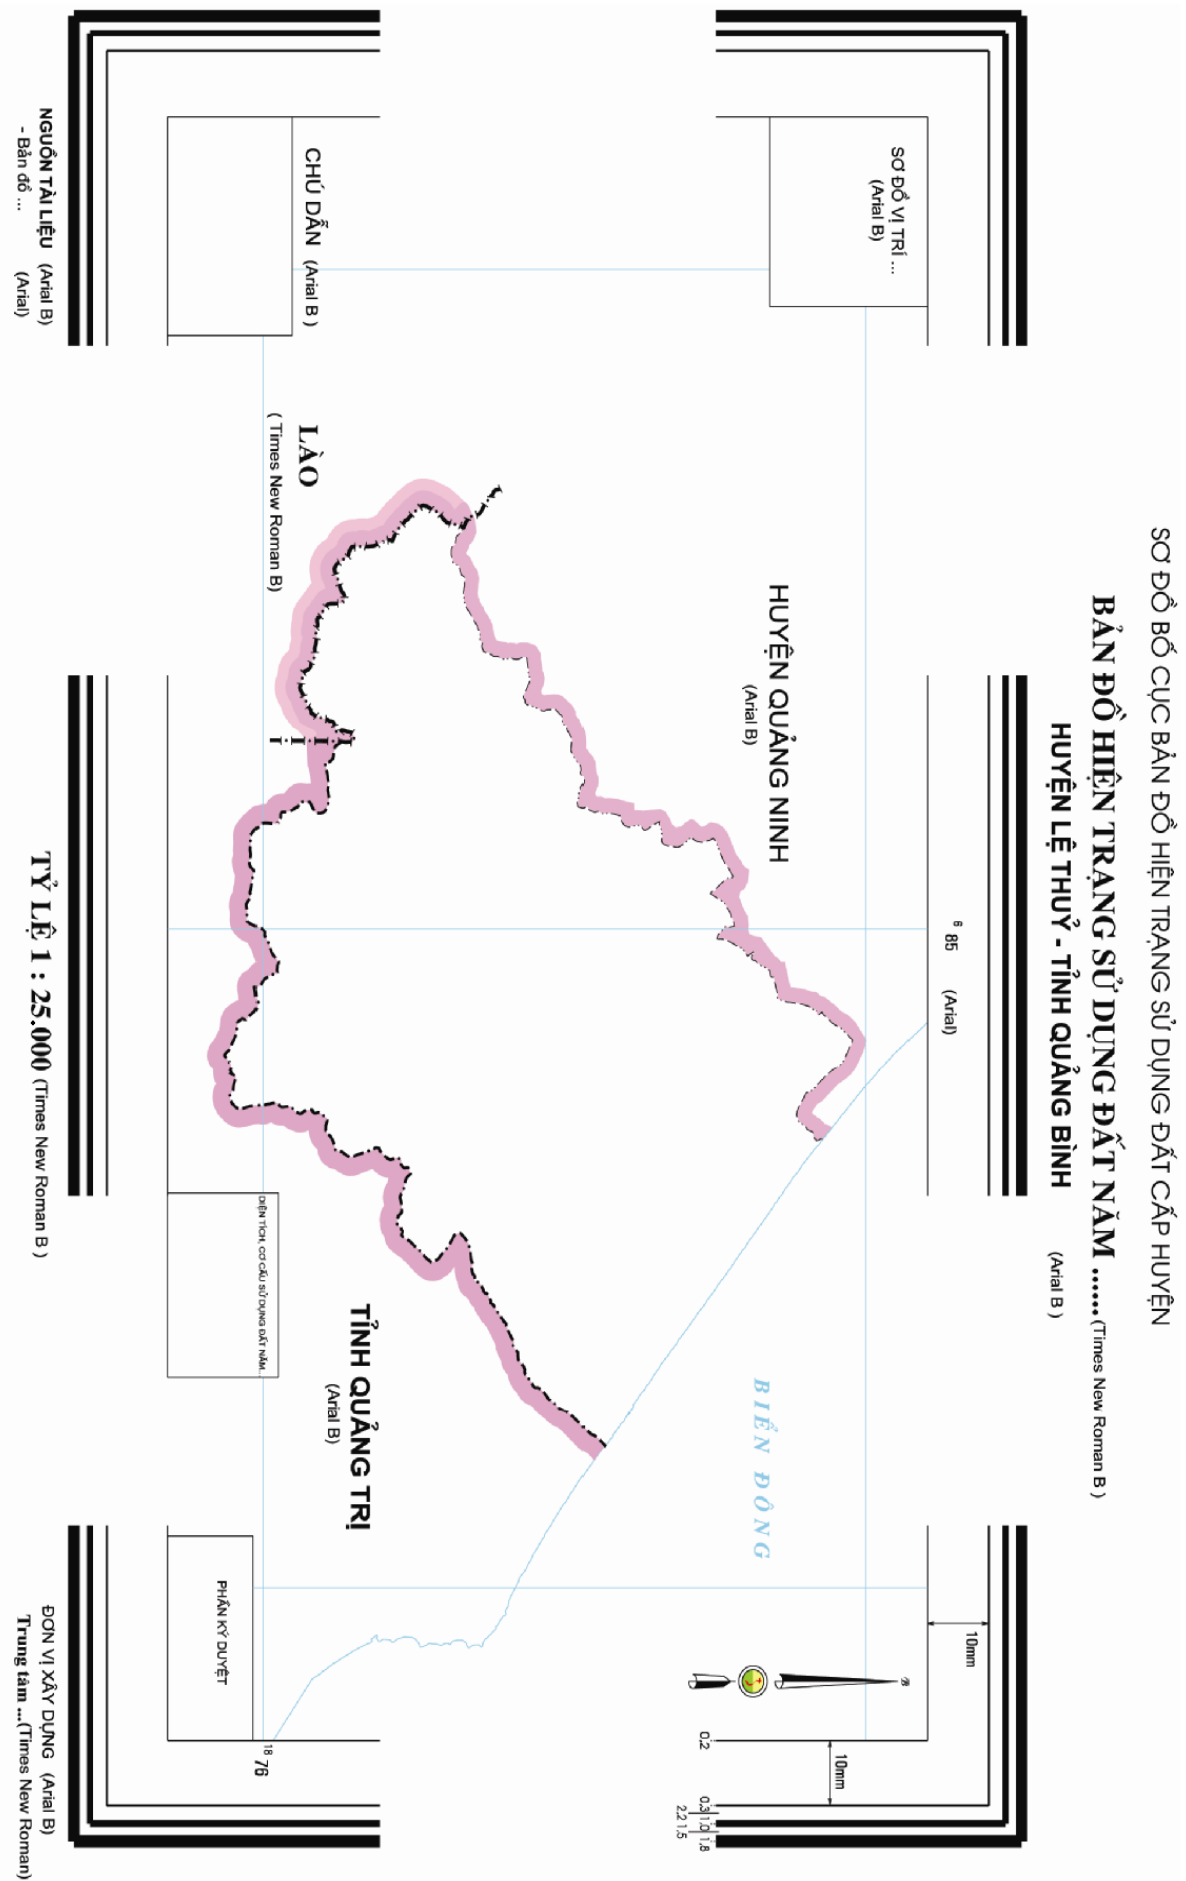 SƠ ĐỒ BỐ CỤC BẢN ĐỒ HIỆN TRẠNG SỬ DỤNG ĐẤT CẤP HUYỆN
BẢN ĐỒ HIỆN TRẠNG SỬ DỤNG ĐẤT NĂM ...... (Times New Roman B )
HUYỆN LỆ THUỶ - TỈNH QUẢNG BÌNH (Arial B )
SƠ ĐỒ VỊ TRÍ ...
(Arial B)
6 85 (Arial)
10mm
10mm
0,2
0,3 1,0 1,8
2,2 1,5
B
HUYỆN QUẢNG NINH
(Arial B)
BIỂN ĐÔNG
LÀO
( Times New Roman B)
TỈNH QUẢNG TRỊ
(Arial B)
CHÚ DẪN (Arial B )
DIỆN TÍCH, CƠ CẤU SỬ DỤNG ĐẤT NĂM...
PHẦN KÝ DUYỆT
18 76
NGUỒN TÀI LIỆU (Arial B)
- Bản đồ ... (Arial)
TỶ LỆ 1 : 25.000 (Times New Roman B )
ĐƠN VỊ XÂY DỰNG (Arial B)
Trung tâm ...(Times New Roman)